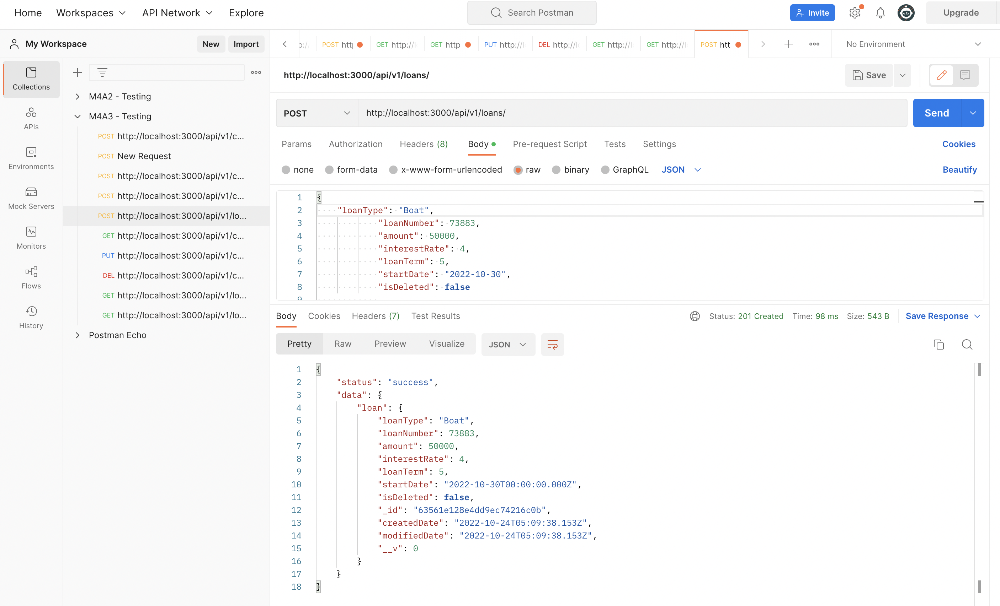 Home Workspaces API Network Explore Search Postman Invite Upgrade
My Workspace New Import
POST htt GET http:// GET http PUT http:// DEL http:// GET http:// GET http:// POST htt No Environment
Collections
APIs
Environments
Mock Servers
Monitors
Flows
History
M4A2 - Testing
M4A3 - Testing
POST http://localhost:3000/api/v1/c...
POST New Request
POST http://localhost:3000/api/v1/c...
POST http://localhost:3000/api/v1/c...
POST http://localhost:3000/api/v1/lo...
GET http://localhost:3000/api/v1/c...
PUT http://localhost:3000/api/v1/c...
DEL http://localhost:3000/api/v1/c...
GET http://localhost:3000/api/v1/lo...
GET http://localhost:3000/api/v1/lo...
Postman Echo
http://localhost:3000/api/v1/loans/ Save
POST http://localhost:3000/api/v1/loans/ Send
Params Authorization Headers (8) Body Pre-request Script Tests Settings Cookies
none form-data x-www-form-urlencoded raw binary GraphQL JSON Beautify
1 {
2 "loanType": "Boat",
3 "loanNumber": 73883,
4 "amount": 50000,
5 "interestRate": 4,
6 "loanTerm": 5,
7 "startDate": "2022-10-30",
8 "isDeleted": false
9
Body Cookies Headers (7) Test Results Status: 201 Created Time: 98 ms Size: 543 B Save Response
Pretty Raw Preview Visualize JSON
1 {
2 "status": "success",
3 "data": {
4 "loan": {
5 "loanType": "Boat",
6 "loanNumber": 73883,
7 "amount": 50000,
8 "interestRate": 4,
9 "loanTerm": 5,
10 "startDate": "2022-10-30T00:00:00.000Z",
11 "isDeleted": false,
12 "_id": "63561e128e4dd9ec74216c0b",
13 "createdDate": "2022-10-24T05:09:38.153Z",
14 "modifiedDate": "2022-10-24T05:09:38.153Z",
15 "__v": 0
16 }
17 }
18 }